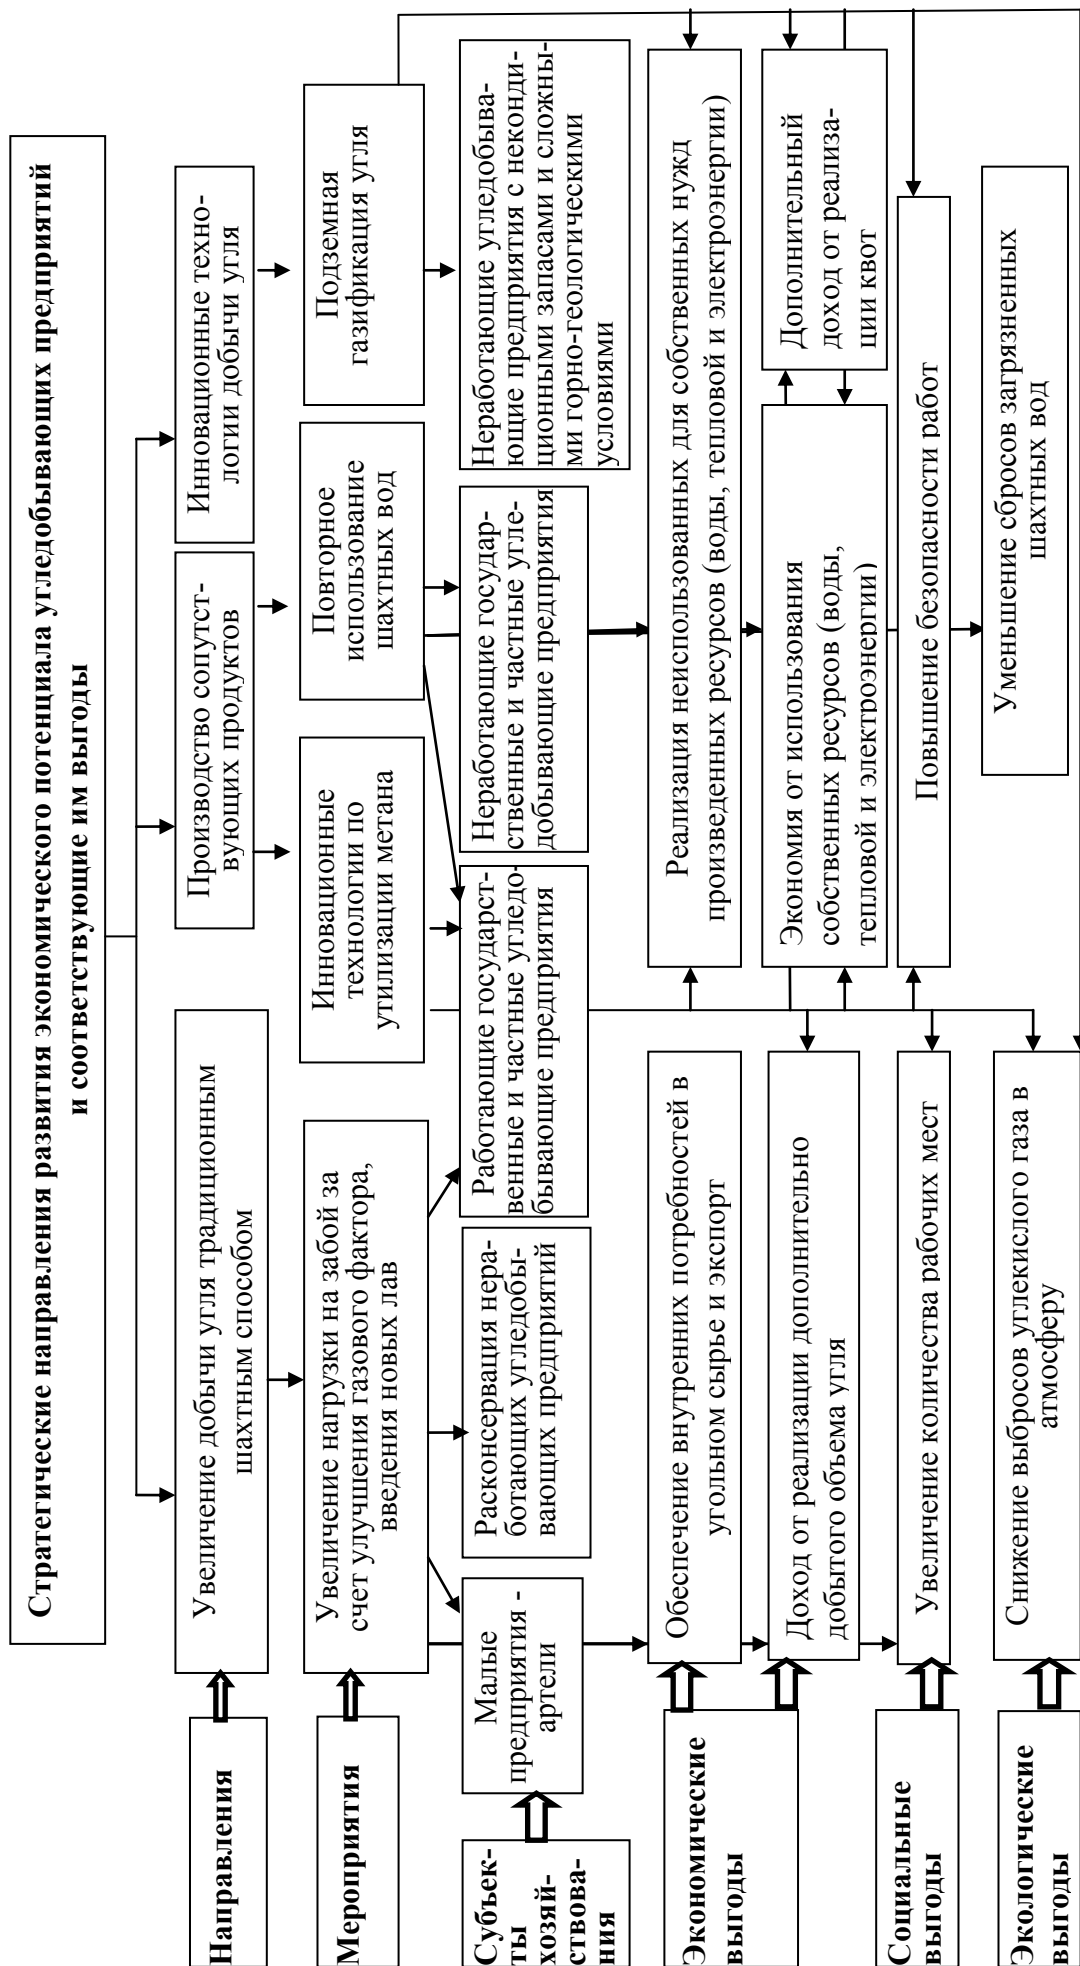 Стратегические направления развития экономического потенциала угледобывающих предприятий
и соответствующие им выгоды
Направления
Увеличение добычи угля традиционным
шахтным способом
Производство сопутст-
вующих продуктов
Инновационные техно-
логии добычи угля
Мероприятия
Увеличение нагрузки на забой за
счет улучшения газового фактора,
введения новых лав
Инновационные
технологии по
утилизации метана
Повторное
использование
шахтных вод
Подземная
газификация угля
Субъек-
ты
хозяй-
ствова-
ния
Малые
предприятия -
артели
Расконсервация нера-
ботающих угледобы-
вающих предприятий
Работающие государст-
венные и частные угледо-
бывающие предприятия
Неработающие государ-
ственные и частные угле-
добывающие предприятия
Неработающие угледобыва-
ющие предприятия с неконди-
ционными запасами и сложны-
ми горно-геологическими
условиями
Экономические
выгоды
Обеспечение внутренних потребностей в
угольном сырье и экспорт
Реализация неиспользованных для собственных нужд
произведенных ресурсов (воды, тепловой и электроэнергии)
Доход от реализации дополнительно
добытого объема угля
Экономия от использования
собственных ресурсов (воды,
тепловой и электроэнергии)
Дополнительный
доход от реализа-
ции квот
Социальные
выгоды
Увеличение количества рабочих мест
Повышение безопасности работ
Экологические
выгоды
Снижение выбросов углекислого газа в
атмосферу
Уменьшение сбросов загрязненных
шахтных вод